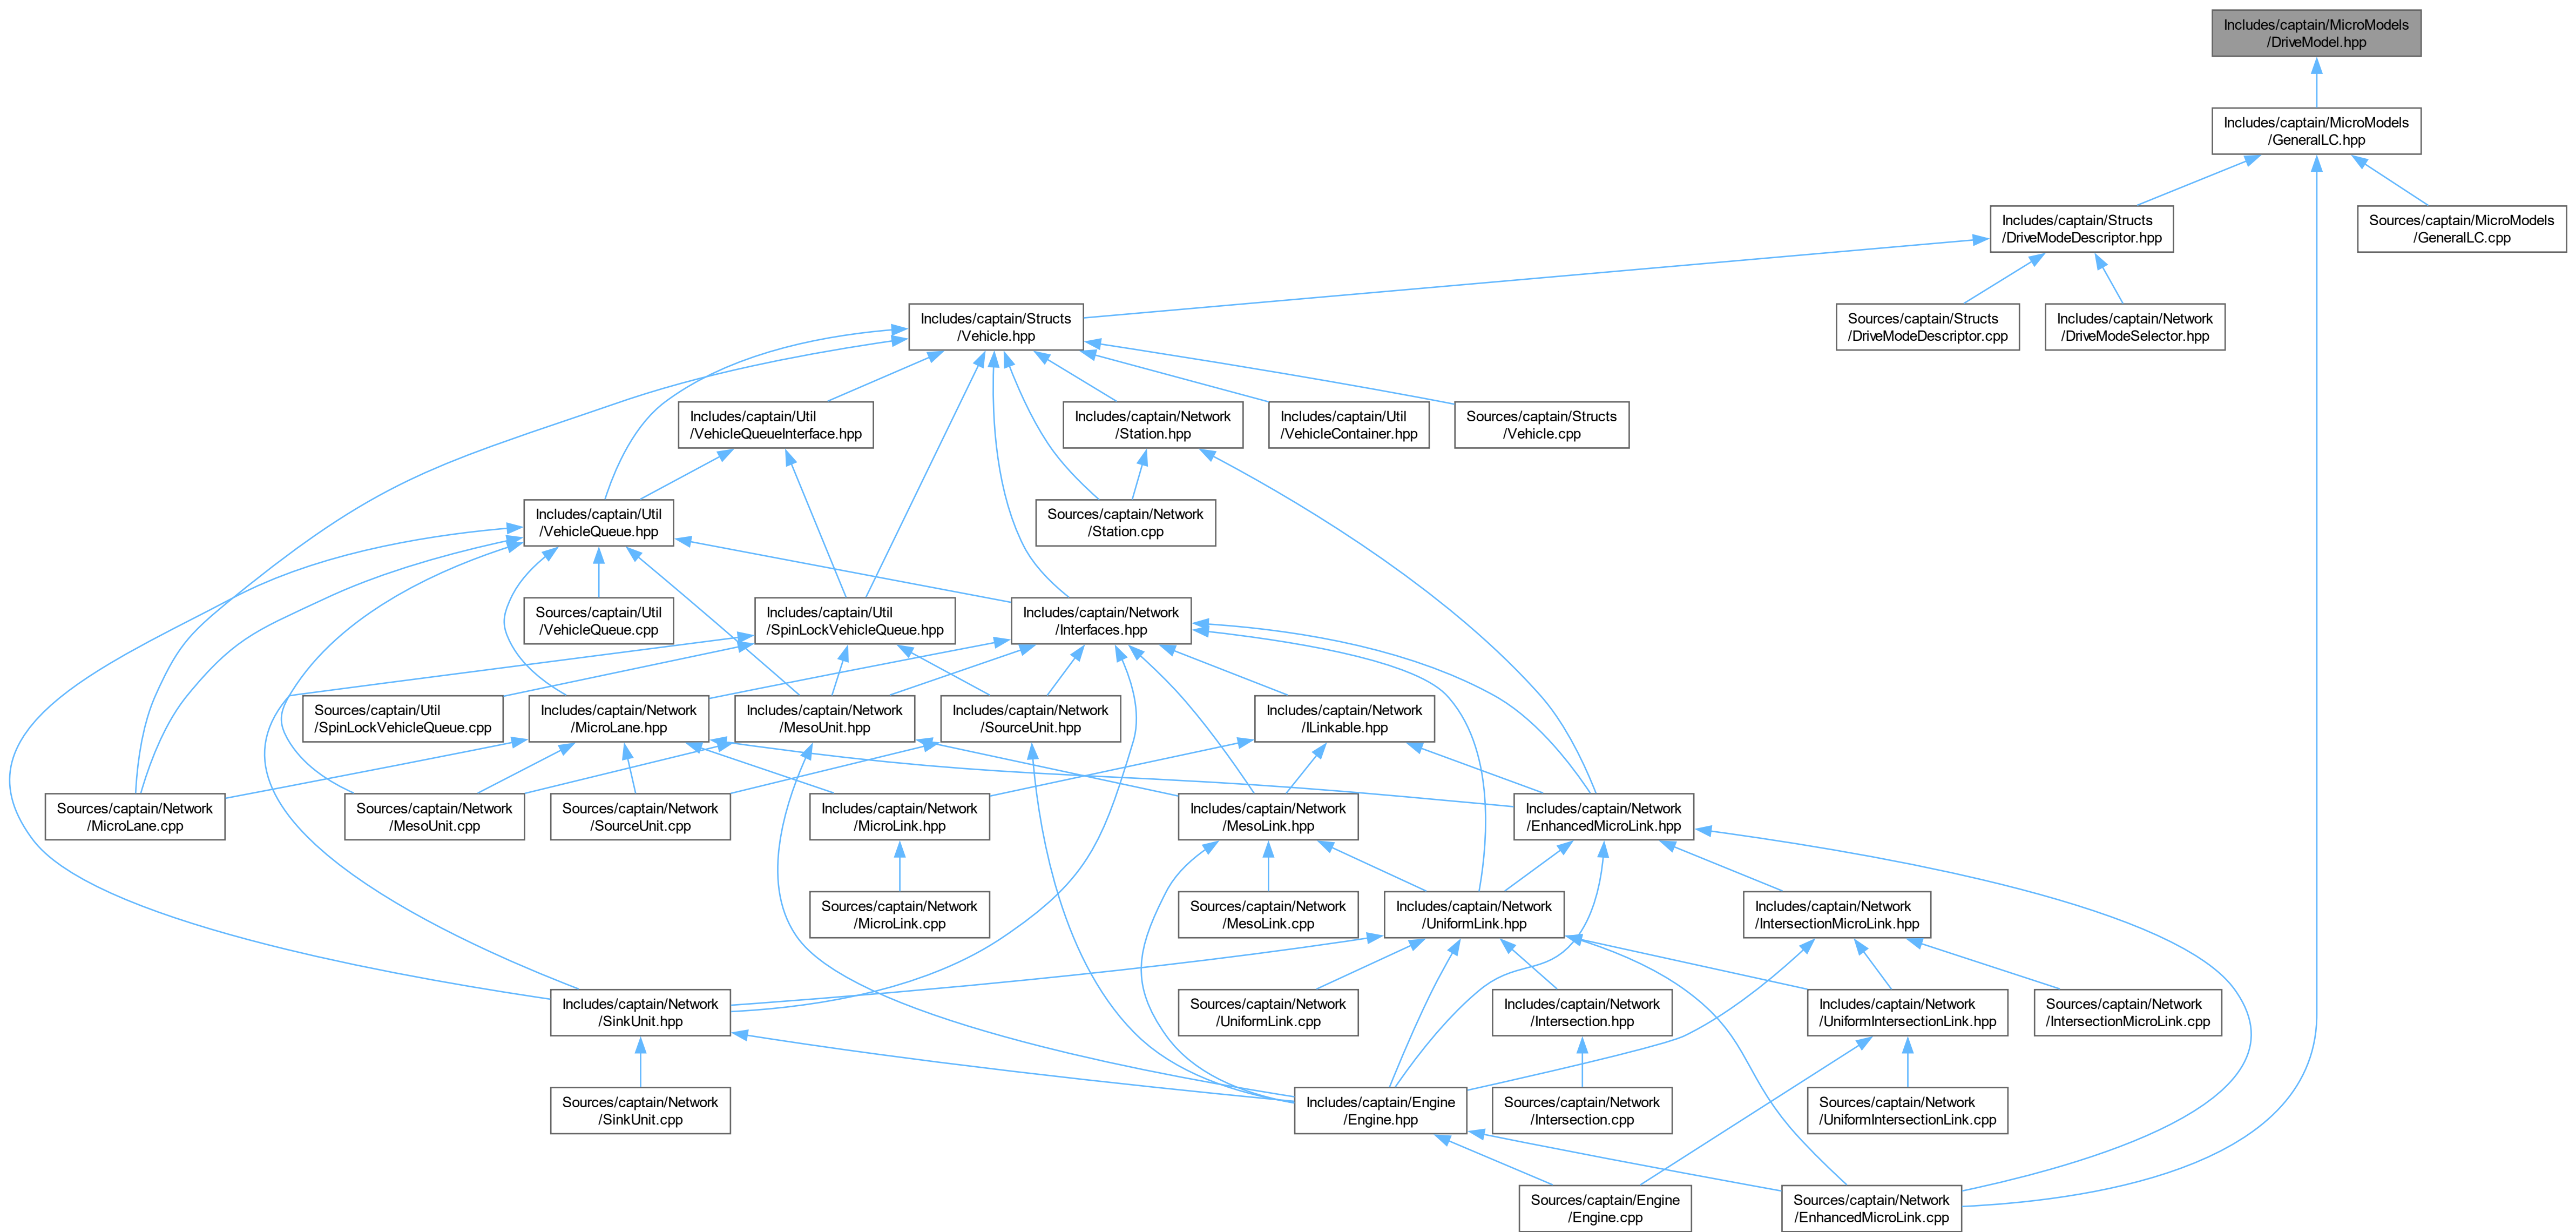 Includes/captain/MicroModels
/DriveModel.hpp
Includes/captain/MicroModels
/GeneralLC.hpp
Includes/captain/Structs
/DriveModeDescriptor.hpp
Sources/captain/MicroModels
/GeneralLC.cpp
Includes/captain/Structs
/Vehicle.hpp
Sources/captain/Structs
/DriveModeDescriptor.cpp
Includes/captain/Network
/DriveModeSelector.hpp
Includes/captain/Util
/VehicleQueueInterface.hpp
Includes/captain/Network
/Station.hpp
Includes/captain/Util
/VehicleContainer.hpp
Sources/captain/Structs
/Vehicle.cpp
Includes/captain/Util
/VehicleQueue.hpp
Sources/captain/Network
/Station.cpp
Sources/captain/Util
/VehicleQueue.cpp
Includes/captain/Util
/SpinLockVehicleQueue.hpp
Includes/captain/Network
/Interfaces.hpp
Sources/captain/Util
/SpinLockVehicleQueue.cpp
Includes/captain/Network
/MicroLane.hpp
Includes/captain/Network
/MesoUnit.hpp
Includes/captain/Network
/SourceUnit.hpp
Includes/captain/Network
/ILinkable.hpp
Sources/captain/Network
/MicroLane.cpp
Sources/captain/Network
/MesoUnit.cpp
Sources/captain/Network
/SourceUnit.cpp
Includes/captain/Network
/MicroLink.hpp
Includes/captain/Network
/MesoLink.hpp
Includes/captain/Network
/EnhancedMicroLink.hpp
Sources/captain/Network
/MicroLink.cpp
Sources/captain/Network
/MesoLink.cpp
Includes/captain/Network
/UniformLink.hpp
Includes/captain/Network
/IntersectionMicroLink.hpp
Includes/captain/Network
/SinkUnit.hpp
Sources/captain/Network
/UniformLink.cpp
Includes/captain/Network
/Intersection.hpp
Includes/captain/Network
/UniformIntersectionLink.hpp
Sources/captain/Network
/IntersectionMicroLink.cpp
Sources/captain/Network
/SinkUnit.cpp
Includes/captain/Engine
/Engine.hpp
Sources/captain/Network
/Intersection.cpp
Sources/captain/Network
/UniformIntersectionLink.cpp
Sources/captain/Engine
/Engine.cpp
Sources/captain/Network
/EnhancedMicroLink.cpp